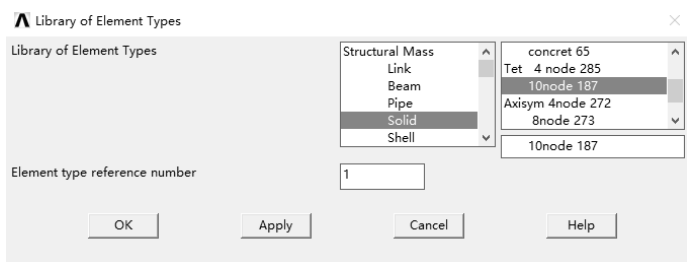 Library of Element Types
Library of Element Types
Structural Mass
Link
Beam
Pipe
Solid
Shell
concret 65
Tet 4 node 285
10node 187
Axisym 4node 272
8node 273
10node 187
Element type reference number
1
OK
Apply
Cancel
Help